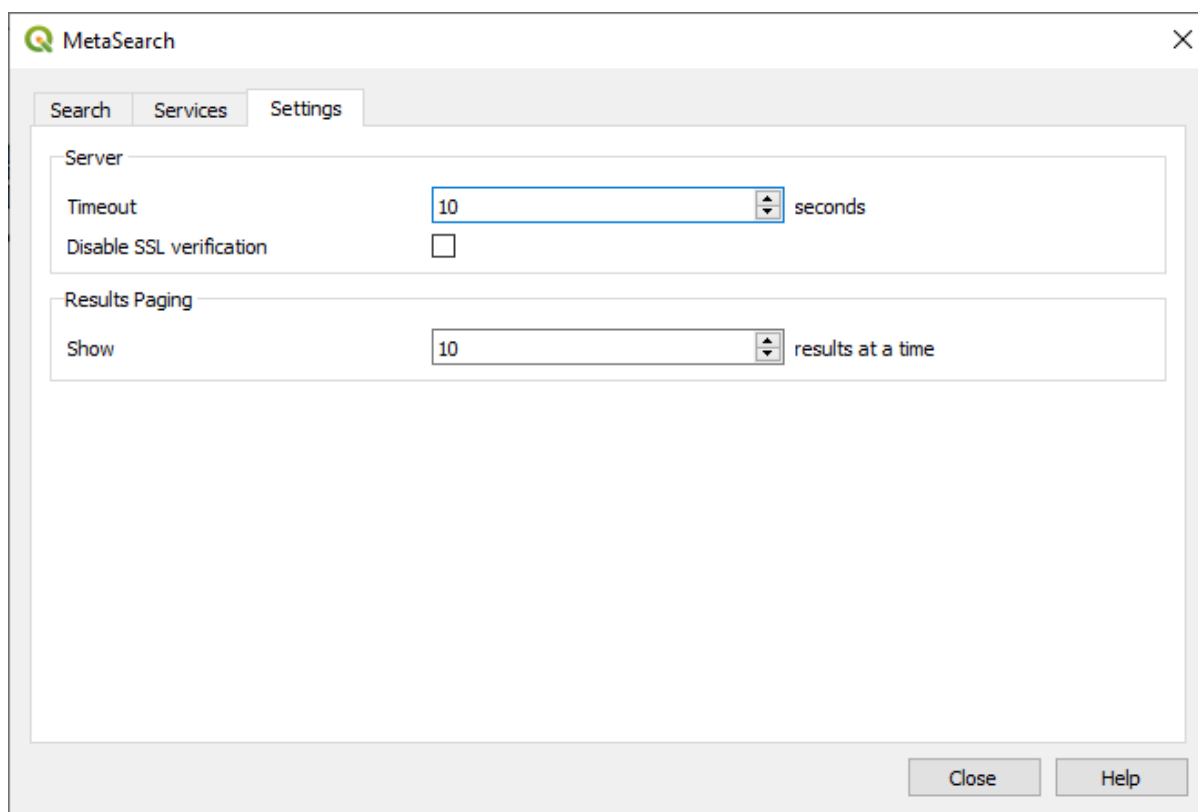 MetaSearch
Search Services Settings
Server
Timeout 10 seconds
Disable SSL verification
Results Paging
Show 10 results at a time
Close Help